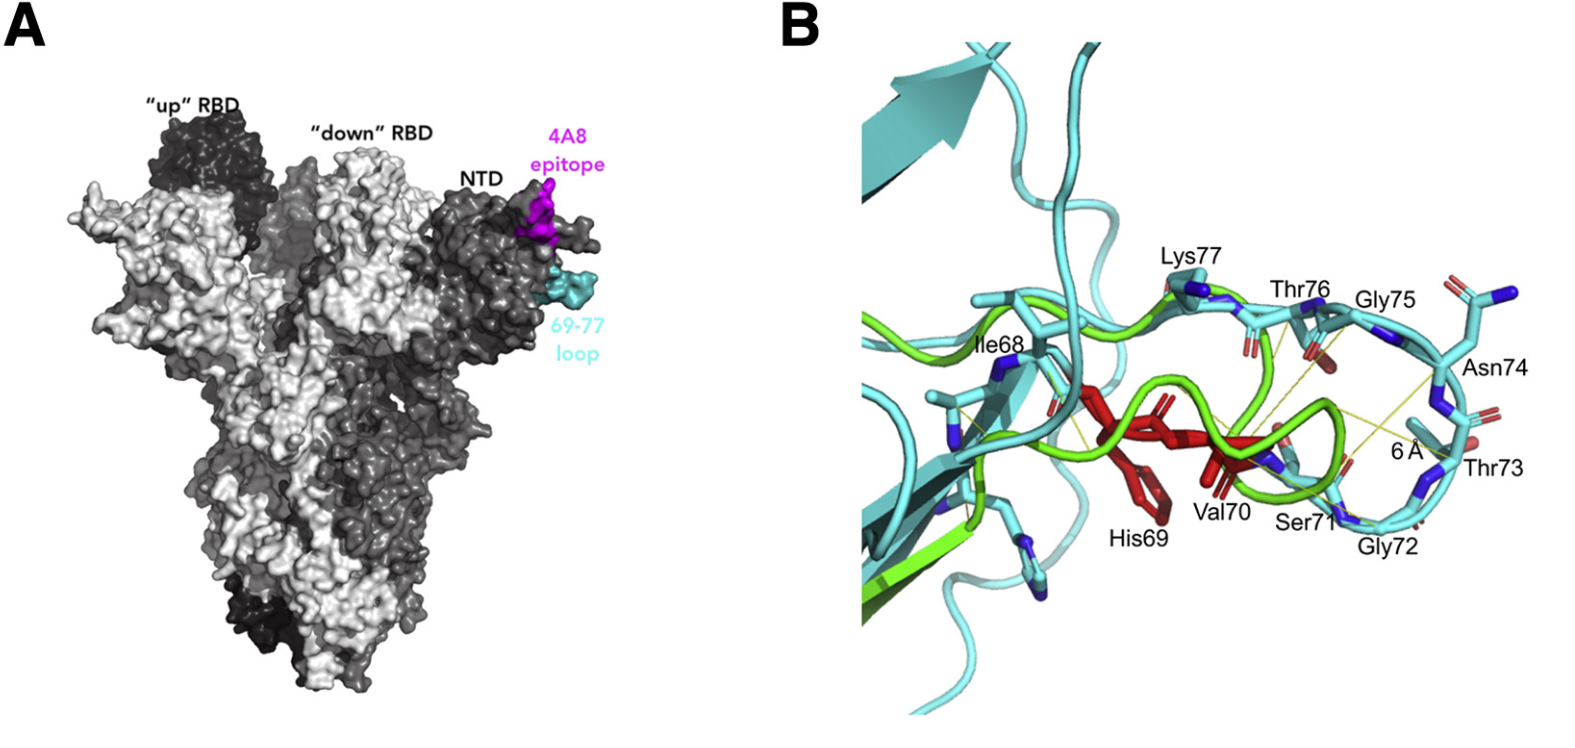 A
B
“up” RBD
“down” RBD
4A8
epitope
NTD
69-77
loop
Lys77
Thr76
Gly75
Ile68
Asn74
6 Å
Thr73
Val70
Ser71
His69
Gly72